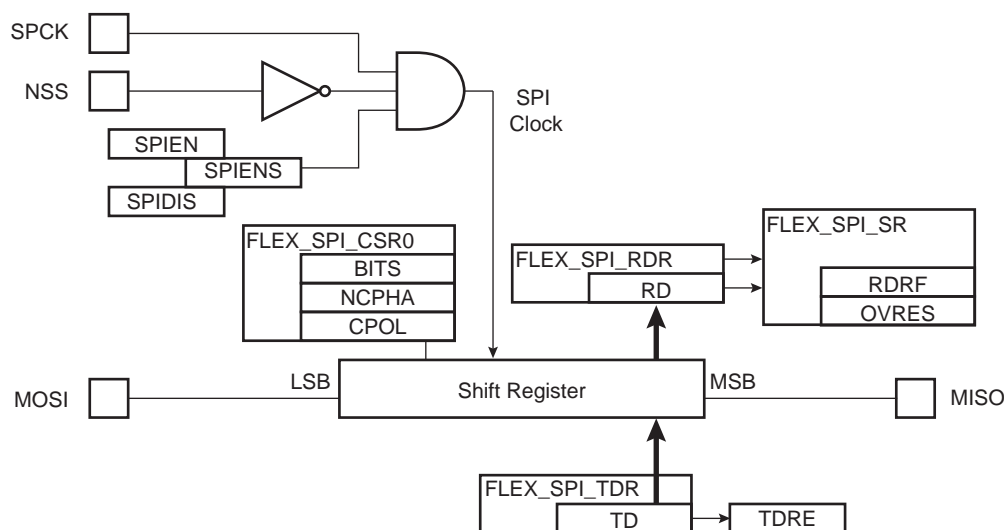 SPCK
NSS
SPI
Clock
SPIEN
SPIENS
SPIDIS
FLEX_SPI_CSR0
BITS
NCPHA
CPOL
FLEX_SPI_RDR
RD
FLEX_SPI_SR
RDRF
OVRES
MOSI
LSB
Shift Register
MSB
MISO
FLEX_SPI_TDR
TD
TDRE